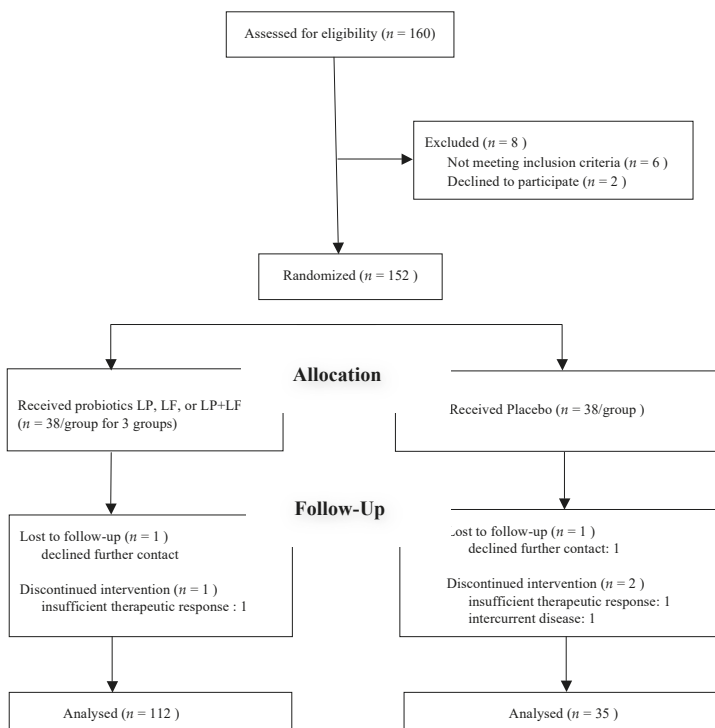 Assessed for eligibility (n = 160)
Excluded (n = 8 )
Not meeting inclusion criteria (n = 6 )
Declined to participate (n = 2 )
Randomized (n = 152 )
Allocation
Received probiotics LP, LF, or LP+LF
(n = 38/group for 3 groups)
Received Placebo (n = 38/group )
Follow-Up
Lost to follow-up (n = 1 )
declined further contact
Discontinued intervention (n = 1 )
insufficient therapeutic response : 1
Lost to follow-up (n = 1 )
declined further contact: 1
Discontinued intervention (n = 2 )
insufficient therapeutic response: 1
intercurrent disease: 1
Analysed (n = 112 )
Analysed (n = 35 )